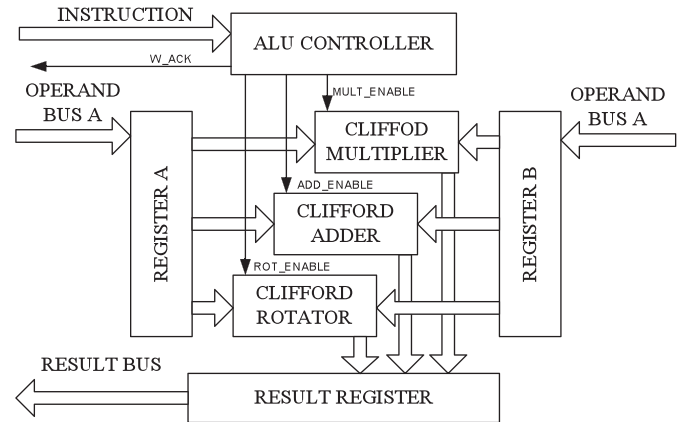 INSTRUCTION
ALU CONTROLLER
W_ACK
OPERAND
BUS A
MULT_ENABLE
OPERAND
BUS A
CLIFFOD
MULTIPLIER
REGISTER A
REGISTER B
ADD_ENABLE
CLIFFORD
ADDER
ROT_ENABLE
CLIFFORD
ROTATOR
RESULT BUS
RESULT REGISTER